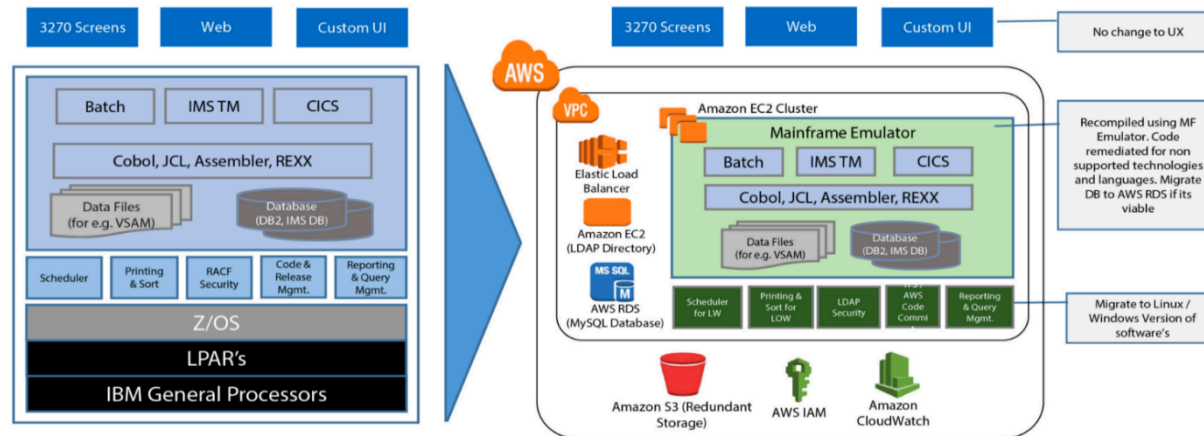 3270 Screens
Web
Custom UI
Batch
IMS TM
CICS
Cobol, JCL, Assembler, REXX
Data Files
(for e.g. VSAM)
Database
(DB2, IMS DB)
Scheduler
Printing
& Sort
RACF
Security
Code &
Release
Mgmt.
Reporting
& Query
Mgmt.
Z/OS
LPAR's
IBM General Processors
3270 Screens
Web
Custom UI
No change to UX
AWS
VPC
Amazon EC2 Cluster
Mainframe Emulator
Batch
IMS TM
CICS
Cobol, JCL, Assembler, REXX
Data Files
(for e.g. VSAM)
Database
(DB2, IMS DB)
Elastic Load
Balancer
Amazon EC2
(LDAP Directory)
MS SQL
M
AWS RDS
(MySQL Database)
Scheduler
for LW
Printing &
Sort for
LOW
LDAP
Security
AWS
Code
Commi
Reporting
& Query
Mgmt.
Recompiled using MF
Emulator. Code
remediated for non
supported technologies
and languages. Migrate
DB to AWS RDS if its
viable
Migrate to Linux /
Windows Version of
software's
Amazon S3 (Redundant
Storage)
AWS IAM
Amazon
CloudWatch